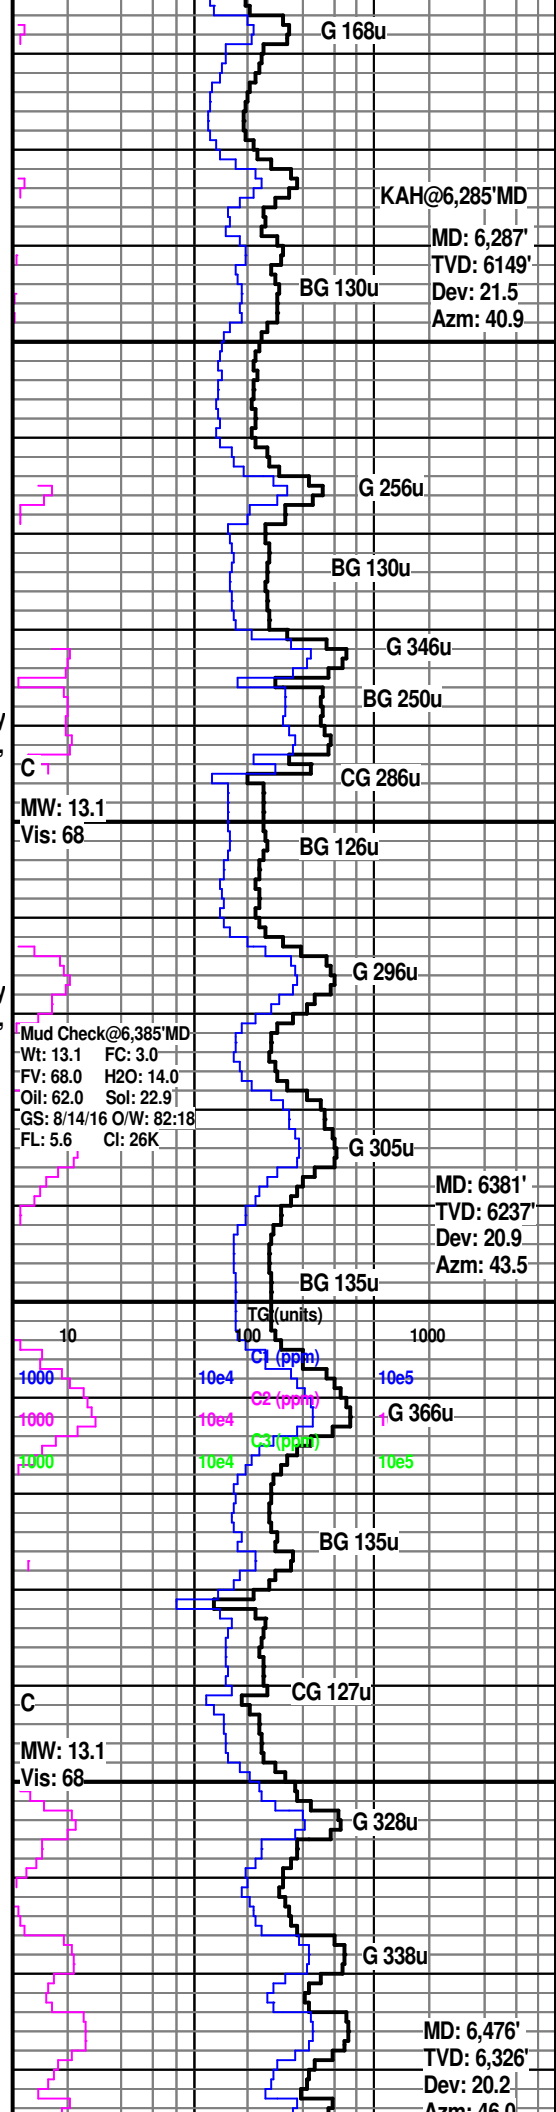 G 168u
KAH@6,285'MD
MD: 6,287'
TVD: 6149'
BG 130u
Dev: 21.5
Azm: 40.9
G 256u
BG 130u
G 346u
BG 250u
C
CG 286u
MW: 13.1
Vis: 68
BG 126u
G 296u
Mud Check@6,385'MD
Wt: 13.1 FC: 3.0
FV: 68.0 H2O: 14.0
Oil: 62.0 Sol: 22.9
GS: 8/14/16 O/W: 82:18
FL: 5.6 Cl: 26K
G 305u
MD: 6381'
TVD: 6237'
Dev: 20.9
Azm: 43.5
BG 135u
TG (units)
10 100 1000
C1 (ppm)
1000 10e4 10e5
C2 (ppm)
1000 10e4
G 366u
C3 (ppm)
1000 10e4 10e5
BG 135u
CG 127u
C
MW: 13.1
Vis: 68
G 328u
G 338u
MD: 6,476'
TVD: 6,326'
Dev: 20.2
Azm: 46.0